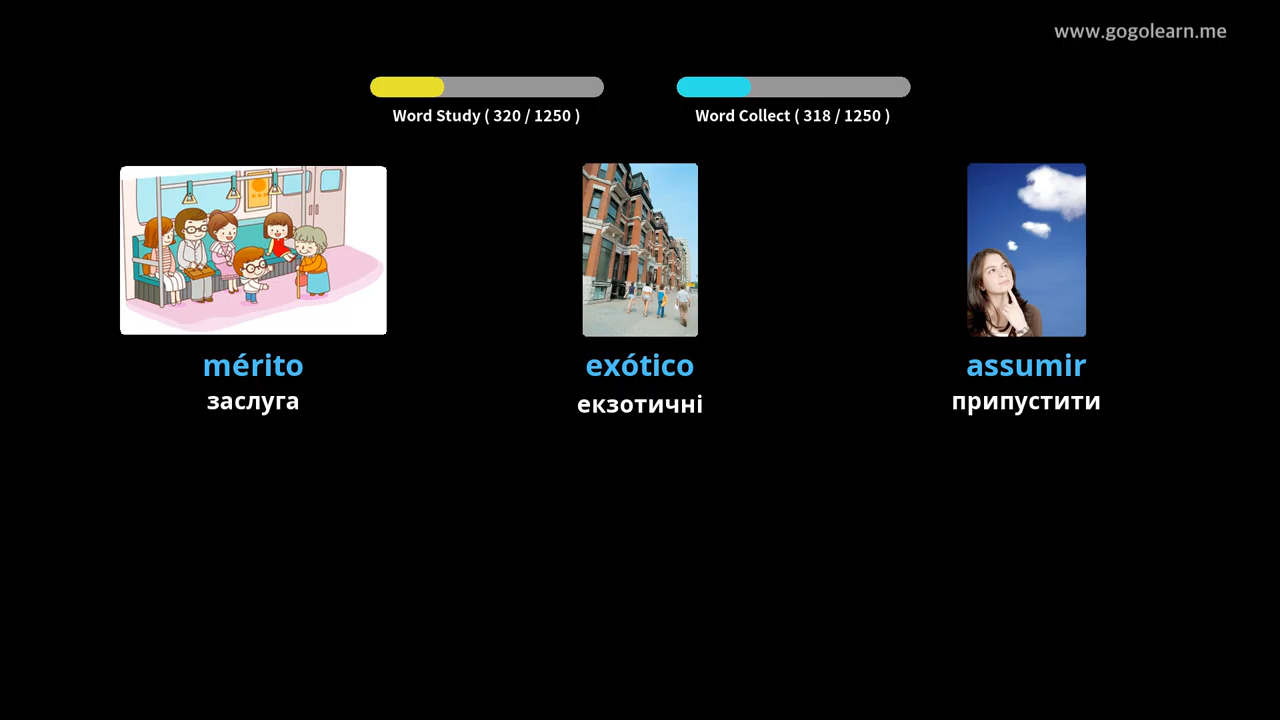 www.gogolearn.me
Word Study ( 320 / 1250 )
Word Collect ( 318 / 1250 )
mérito
заслуга
exótico
екзотичні
assumir
припустити